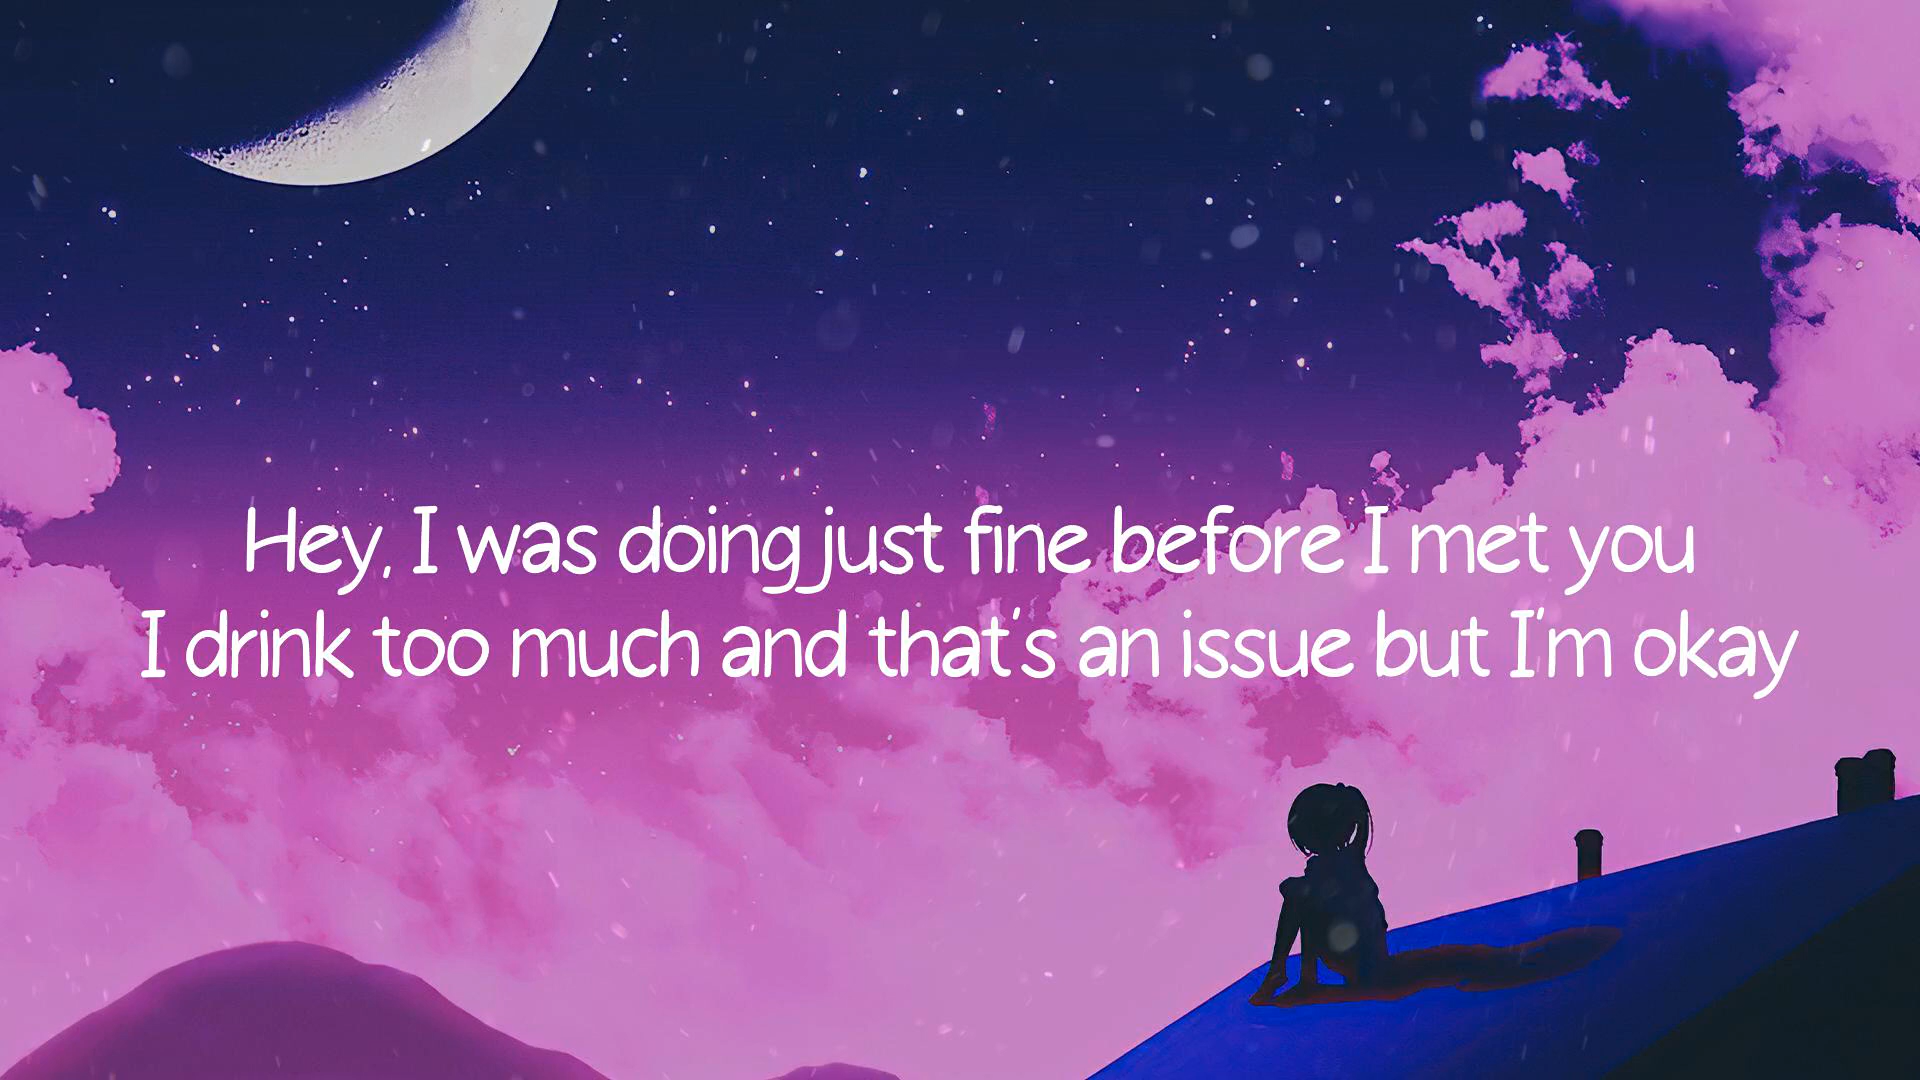 Hey, I was doing just fine before I met you
I drink too much and that's an issue but I'm okay